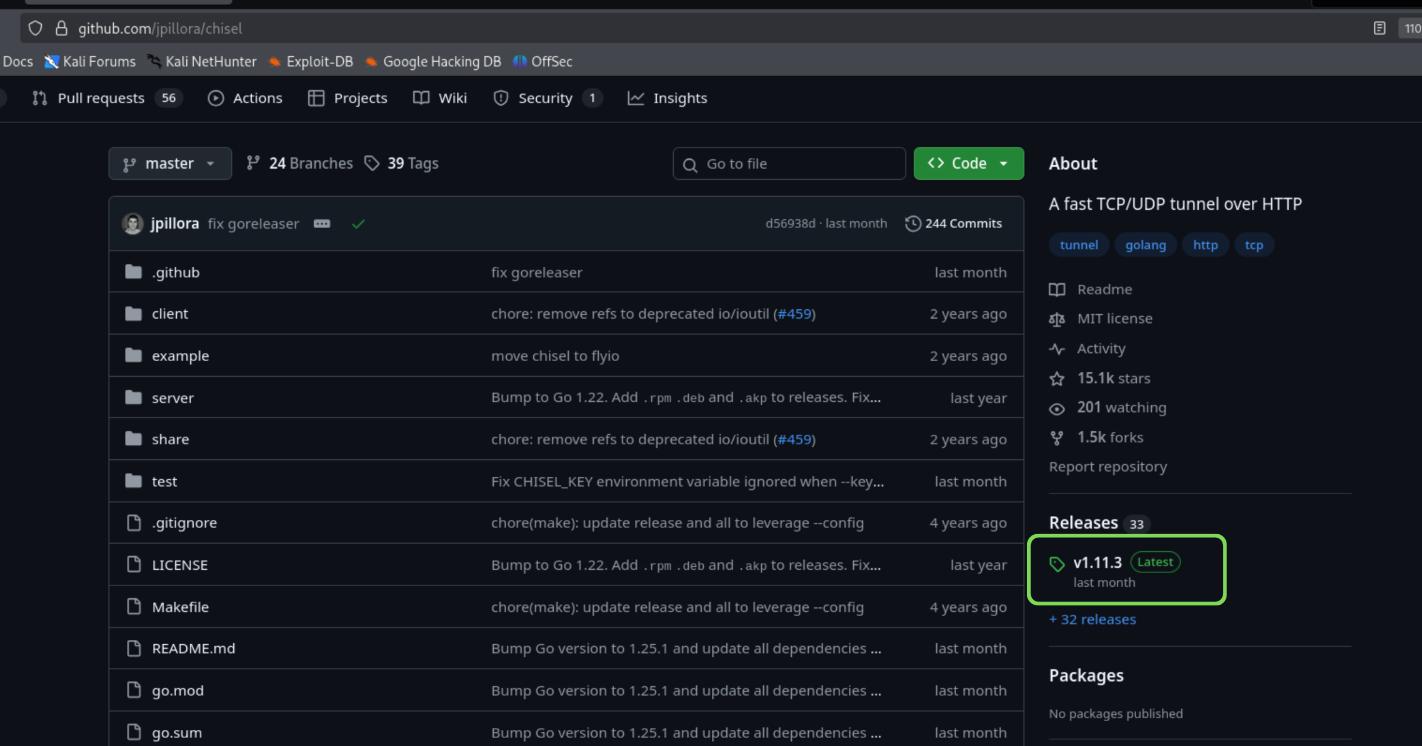 github.com/jpillora/chisel
110
Docs Kali Forums Kali NetHunter Exploit-DB Google Hacking DB OffSec
Pull requests 56 Actions Projects Wiki Security 1 Insights
master 24 Branches 39 Tags Go to file Code
jpillora fix goreleaser d56938d · last month 244 Commits
.github fix goreleaser last month
client chore: remove refs to deprecated io/ioutil (#459) 2 years ago
example move chisel to flyio 2 years ago
server Bump to Go 1.22. Add .rpm .deb and .akp to releases. Fix... last year
share chore: remove refs to deprecated io/ioutil (#459) 2 years ago
test Fix CHISEL_KEY environment variable ignored when --key... last month
.gitignore chore(make): update release and all to leverage --config 4 years ago
LICENSE Bump to Go 1.22. Add .rpm .deb and .akp to releases. Fix... last year
Makefile chore(make): update release and all to leverage --config 4 years ago
README.md Bump Go version to 1.25.1 and update all dependencies ... last month
go.mod Bump Go version to 1.25.1 and update all dependencies ... last month
go.sum Bump Go version to 1.25.1 and update all dependencies ... last month
About
A fast TCP/UDP tunnel over HTTP
tunnel golang http tcp
Readme
MIT license
Activity
15.1k stars
201 watching
1.5k forks
Report repository
Releases 33
v1.11.3 Latest
last month
+ 32 releases
Packages
No packages published